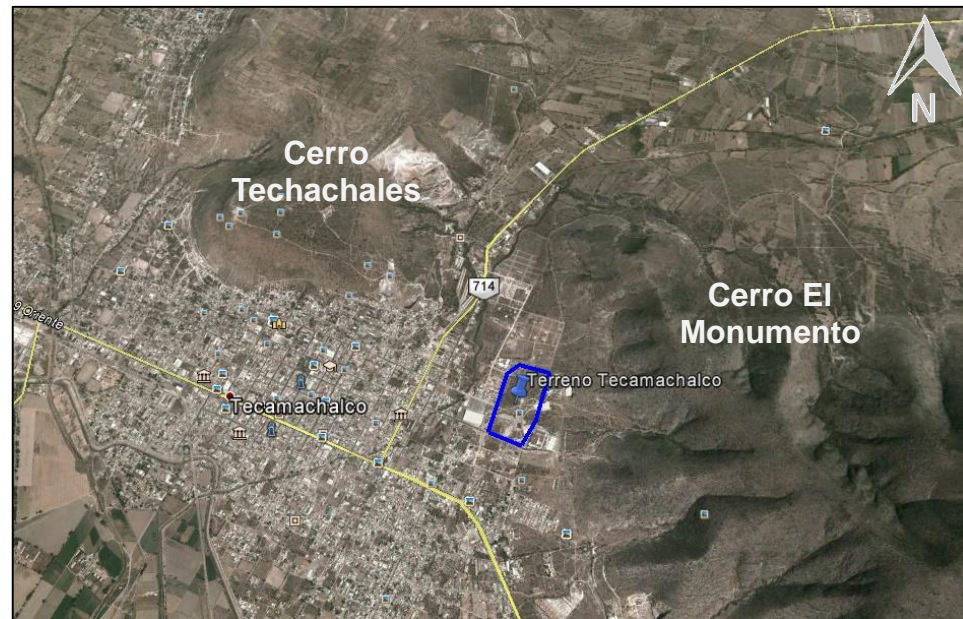 N
Cerro
Techachales
714
Cerro El
Monumento
9 Oriente
Terreno Tecamachalco
Tecamachalco